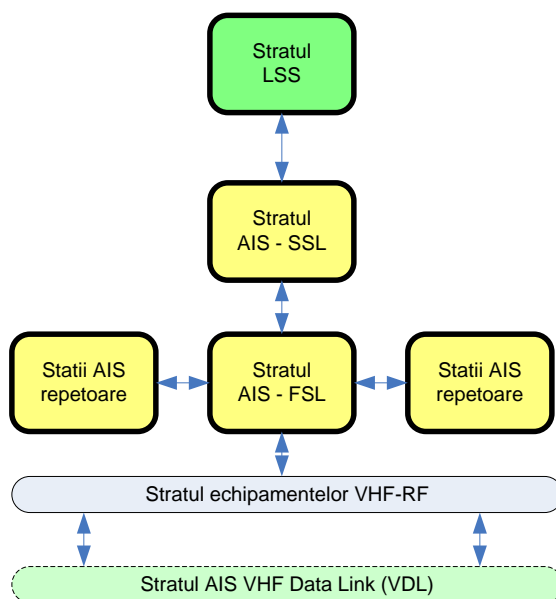 Stratul
LSS
Stratul
AIS - SSL
Statii AIS
repetoare
Stratul
AIS - FSL
Statii AIS
repetoare
Stratul echipamentelor VHF-RF
Stratul AIS VHF Data Link (VDL)